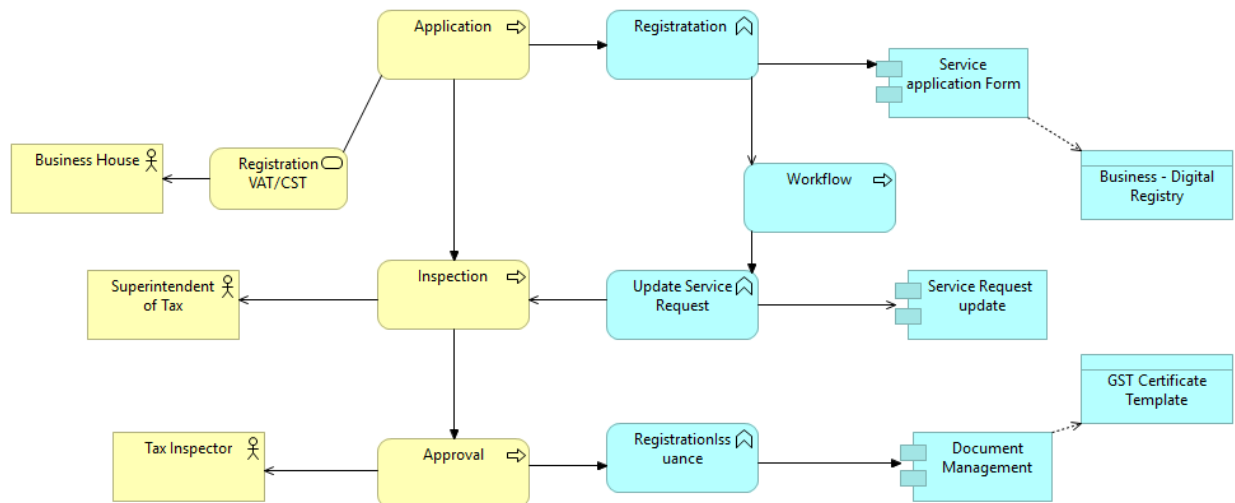 Application
Registratation
Service
application Form
Business House
Registration
VAT/CST
Workflow
Business - Digital
Registry
Superintendent
of Tax
Inspection
Update Service
Request
Service Request
update
GST Certificate
Template
Tax Inspector
Approval
RegistrationIss
uance
Document
Management